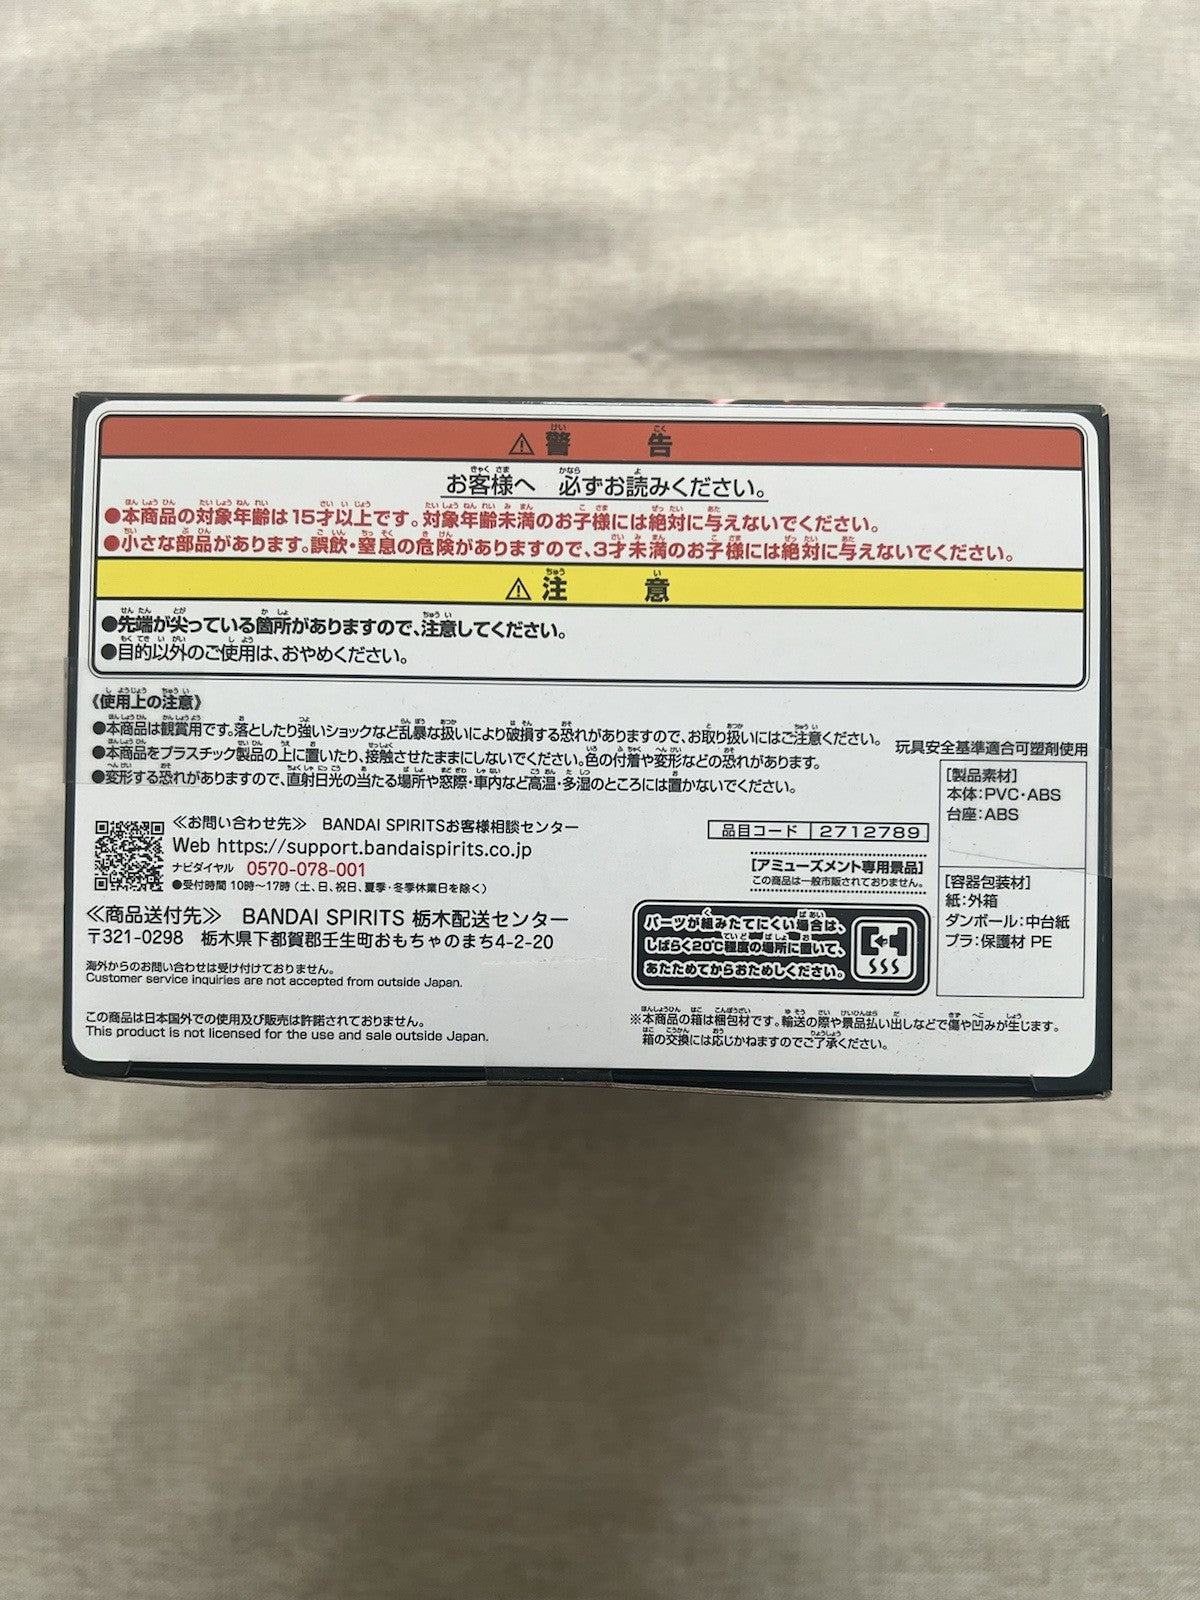 ⚠警告
お客様へ 必ずお読みください。
●本商品の対象年齢は15才以上です。対象年齢未満のお子様には絶対に与えないでください。
●小さな部品があります。誤飲・窒息の危険がありますので、3才未満のお子様には絶対に与えないでください。
⚠注意
●先端が尖っている箇所がありますので、注意してください。
●目的以外のご使用は、おやめください。
《使用上の注意》
●本商品は観賞用です。落としたり強いショックなど乱暴な扱いにより破損する恐れがありますので、お取り扱いにはご注意ください。
●本商品をプラスチック製品の上に置いたり、接触させたままにしないでください。色の付着や変形などの恐れがあります。
●変形する恐れがありますので、直射日光の当たる場所や窓際・車内など高温・多湿のところには置かないでください。
玩具安全基準適合可塑剤使用
[製品素材]
本体:PVC・ABS
台座:ABS
[容器包装材]
紙:外箱
ダンボール:中台紙
プラ:保護材 PE
≪お問い合わせ先≫ BANDAI SPIRITSお客様相談センター
Web https://support.bandaispirits.co.jp
ナビダイヤル 0570-078-001
●受付時間 10時〜17時(土、日、祝日、夏季・冬季休業日を除く)
品目コード 2712789
[アミューズメント専用景品]
この商品は一般市販されておりません。
≪商品送付先≫ BANDAI SPIRITS 栃木配送センター
〒321-0298 栃木県下都賀郡壬生町おもちゃのまち4-2-20
パーツが組みたてにくい場合は、
しばらく20℃程度の場所に置いて、
あたためてからおためしください。
海外からのお問い合わせは受け付けておりません。
Customer service inquiries are not accepted from outside Japan.
この商品は日本国外での使用及び販売は許諾されておりません。
This product is not licensed for the use and sale outside Japan.
※本商品の箱は梱包材です。輸送の際や景品払い出しなどで傷や凹みが生じます。
箱の交換には応じかねますのでご了承ください。